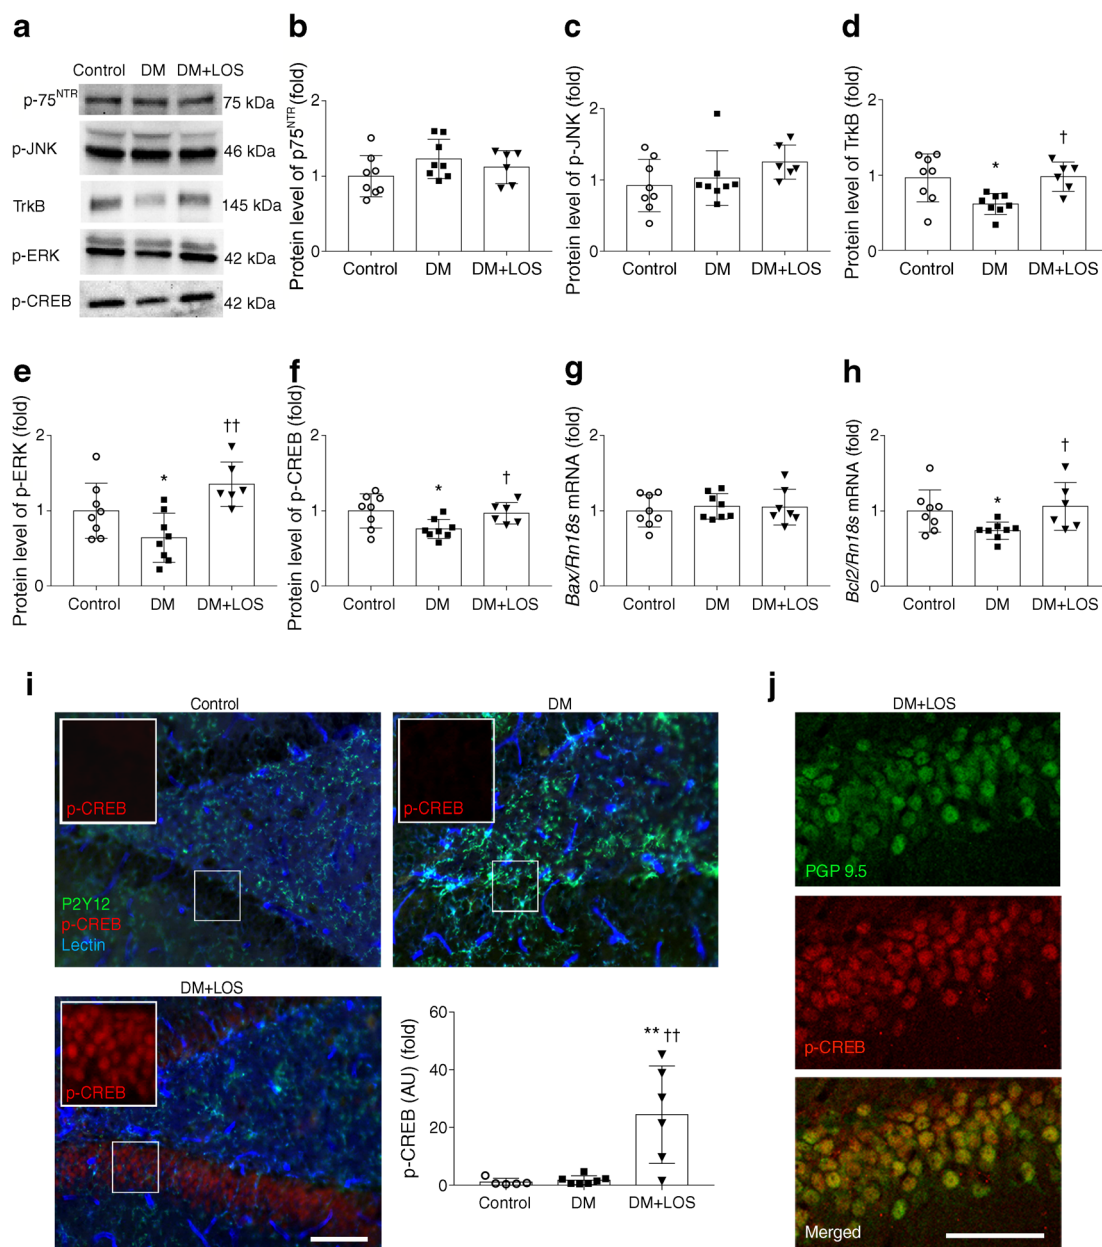 a
Control DM DM+LOS
p-75NTR 75 kDa
p-JNK 46 kDa
TrkB 145 kDa
p-ERK 42 kDa
p-CREB 42 kDa
b
Protein level of p75NTR (fold)
2
1
0
Control DM DM+LOS
c
Protein level of p-JNK (fold)
2
1
0
Control DM DM+LOS
d
Protein level of TrkB (fold)
2
1
0
* †
Control DM DM+LOS
e
Protein level of p-ERK (fold)
2
1
0
* ††
Control DM DM+LOS
f
Protein level of p-CREB (fold)
2
1
0
* †
Control DM DM+LOS
g
Bax/Rn18s mRNA (fold)
2
1
0
Control DM DM+LOS
h
Bcl2/Rn18s mRNA (fold)
2
1
0
* †
Control DM DM+LOS
i
Control
p-CREB
P2Y12
p-CREB
Lectin
DM
p-CREB
DM+LOS
p-CREB
p-CREB (AU) (fold)
60
40
20
0
** ††
Control DM DM+LOS
j
DM+LOS
PGP 9.5
p-CREB
Merged